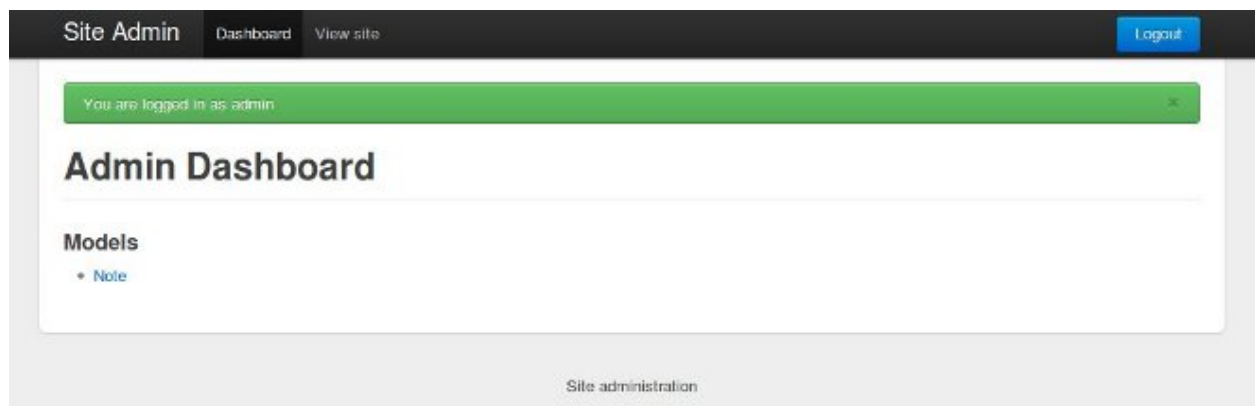 Site Admin Dashboard View site Logout
You are logged in as admin ×
Admin Dashboard
Models
• Note
Site administration